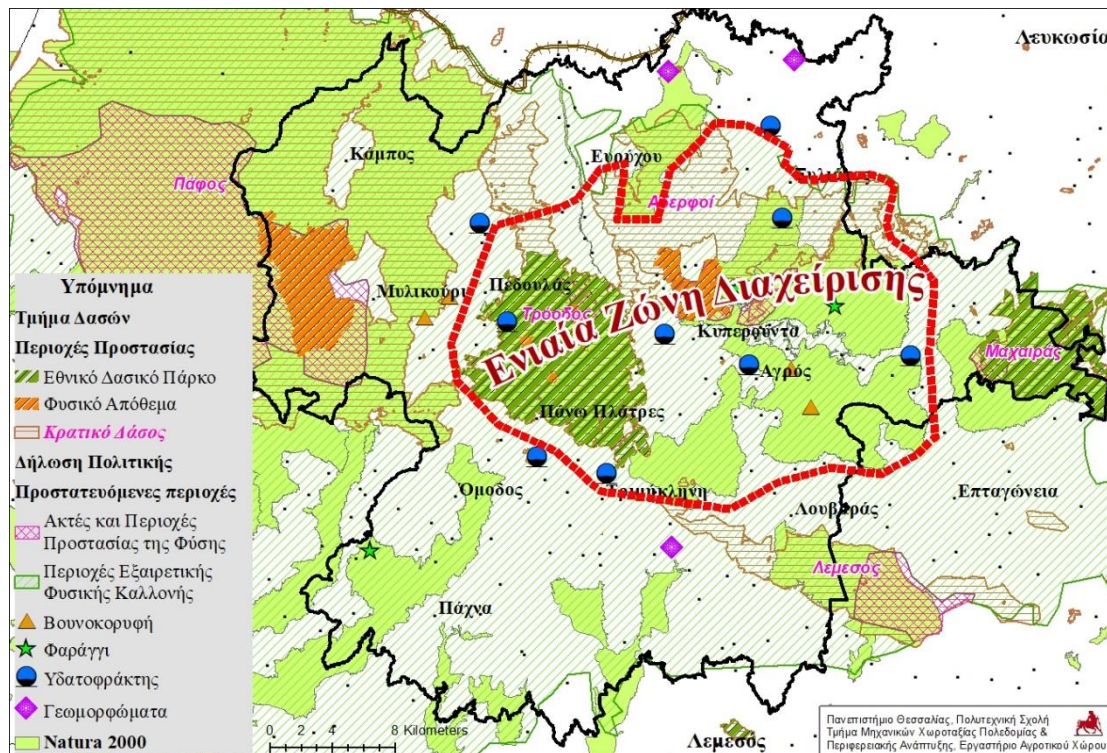 Λευκωσία
Ευρύχου
Κάμπος
Πάφος
Αδερφοί
Μυλικούρι
Πεδουλάς
Τρόοδος
Ενιαία Ζώνη Διαχείρισης
Κυπερούντα
Αγρός
Μαχαιράς
Πάνω Πλάτρες
Όμοδος
Τριμύκληνη
Λουβαράς
Επταγώνεια
Λεμεσός
Πάχνα
Λεμεσός
Υπόμνημα
Τμήμα Δασών
Περιοχές Προστασίας
Εθνικό Δασικό Πάρκο
Φυσικό Απόθεμα
Κρατικό Δάσος
Δήλωση Πολιτικής
Προστατευόμενες περιοχές
Ακτές και Περιοχές
Προστασίας της Φύσης
Περιοχές Εξαιρετικής
Φυσικής Καλλονής
Βουνοκορυφή
Φαράγγι
Υδατοφράκτης
Γεωμορφώματα
Natura 2000
0 2 4 8 Kilometers
Πανεπιστήμιο Θεσσαλίας, Πολυτεχνική Σχολή
Τμήμα Μηχανικών Χωροταξίας Πολεδομίας &
Περιφερειακής Ανάπτυξης, Εργαστήριο Αγροτικού Χώρου